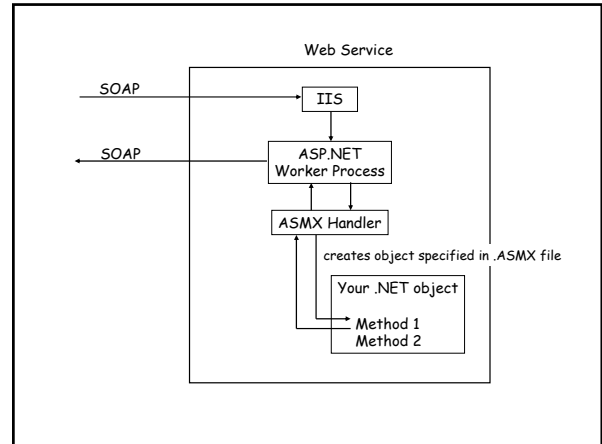 Web Service
SOAP
IIS
SOAP
ASP.NET
Worker Process
ASMX Handler
creates object specified in .ASMX file
Your .NET object
Method 1
Method 2